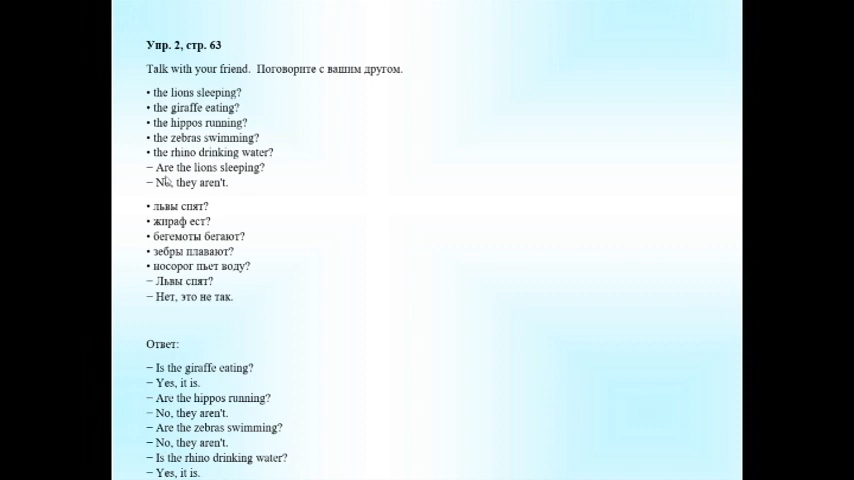 Упр. 2, стр. 63
Talk with your friend. Поговорите с вашим другом.
• the lions sleeping?
• the giraffe eating?
• the hippos running?
• the zebras swimming?
• the rhino drinking water?
− Are the lions sleeping?
− No, they aren't.
• львы спят?
• жираф ест?
• бегемоты бегают?
• зебры плавают?
• носорог пьет воду?
− Львы спят?
− Нет, это не так.
Ответ:
− Is the giraffe eating?
− Yes, it is.
− Are the hippos running?
− No, they aren't.
− Are the zebras swimming?
− No, they aren't.
− Is the rhino drinking water?
− Yes, it is.